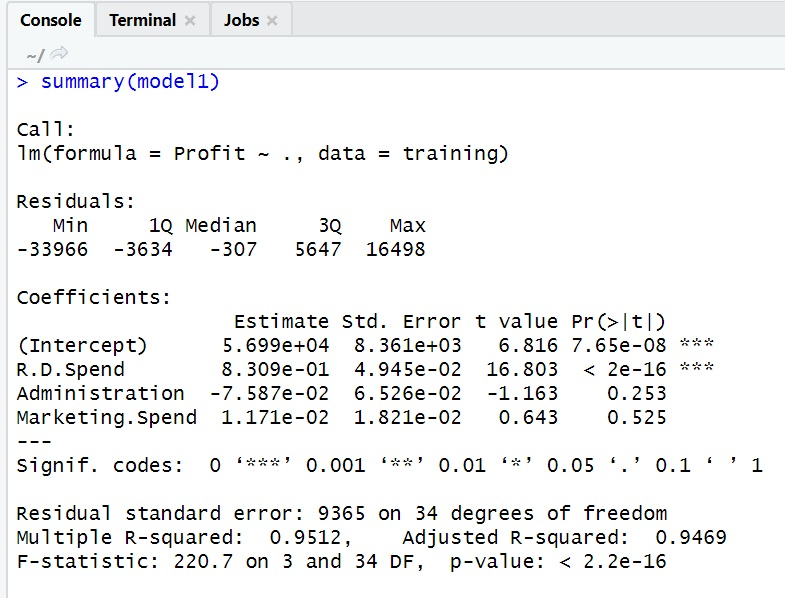 Console Terminal × Jobs ×
~/
> summary(model1)
Call:
lm(formula = Profit ~ ., data = training)
Residuals:
   Min     1Q Median     3Q    Max
-33966  -3634   -307   5647  16498
Coefficients:
                  Estimate Std. Error t value Pr(>|t|)
(Intercept)      5.699e+04  8.361e+03   6.816 7.65e-08 ***
R.D.Spend        8.309e-01  4.945e-02  16.803  < 2e-16 ***
Administration  -7.587e-02  6.526e-02  -1.163    0.253
Marketing.Spend  1.171e-02  1.821e-02   0.643    0.525
---
Signif. codes:  0 ‘***’ 0.001 ‘**’ 0.01 ‘*’ 0.05 ‘.’ 0.1 ‘ ’ 1
Residual standard error: 9365 on 34 degrees of freedom
Multiple R-squared:  0.9512,    Adjusted R-squared:  0.9469
F-statistic: 220.7 on 3 and 34 DF,  p-value: < 2.2e-16